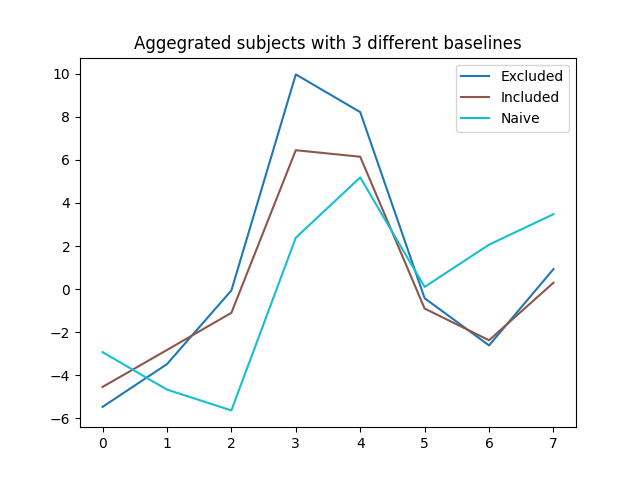 Aggegrated subjects with 3 different baselines
Excluded
Included
Naive
10
8
6
4
2
0
−2
−4
−6
0 1 2 3 4 5 6 7